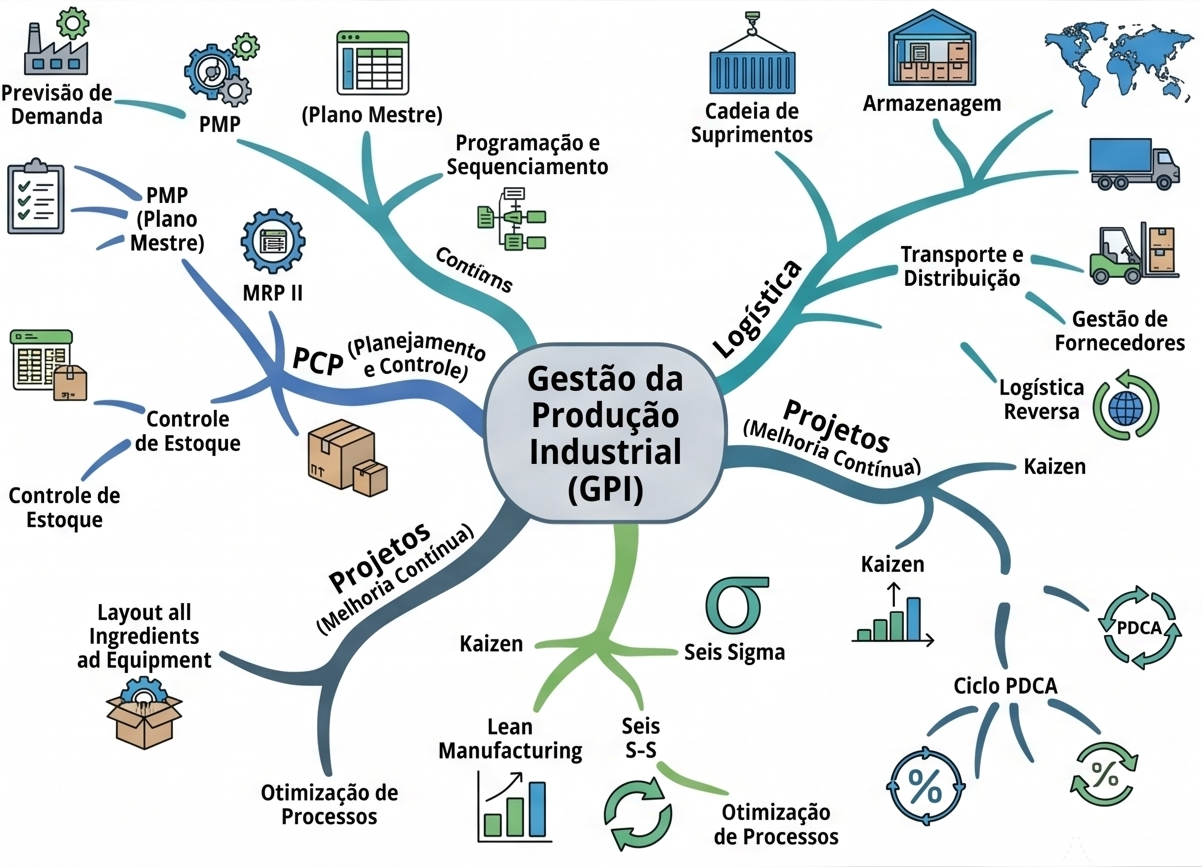 Previsão de
Demanda
PMP
(Plano Mestre)
Programação e
Sequenciamento
PMP
(Plano
Mestre)
MRP II
PCP
(Planejamento
e Controle)
Controle
de Estoque
Controle de
Estoque
Gestão da
Produção
Industrial
(GPI)
Cadeia de
Suprimentos
Armazenagem
Logística
Transporte e
Distribuição
Gestão de
Fornecedores
Logística
Reversa
Projetos
(Melhoria Contínua)
Kaizen
Kaizen
PDCA
Ciclo PDCA
%
%
Projetos
(Melhoria Contínua)
Layout all
Ingredients
ad Equipment
Otimização de
Processos
Kaizen
σ
Seis Sigma
Lean
Manufacturing
Seis
S-S
Otimização
de Processos